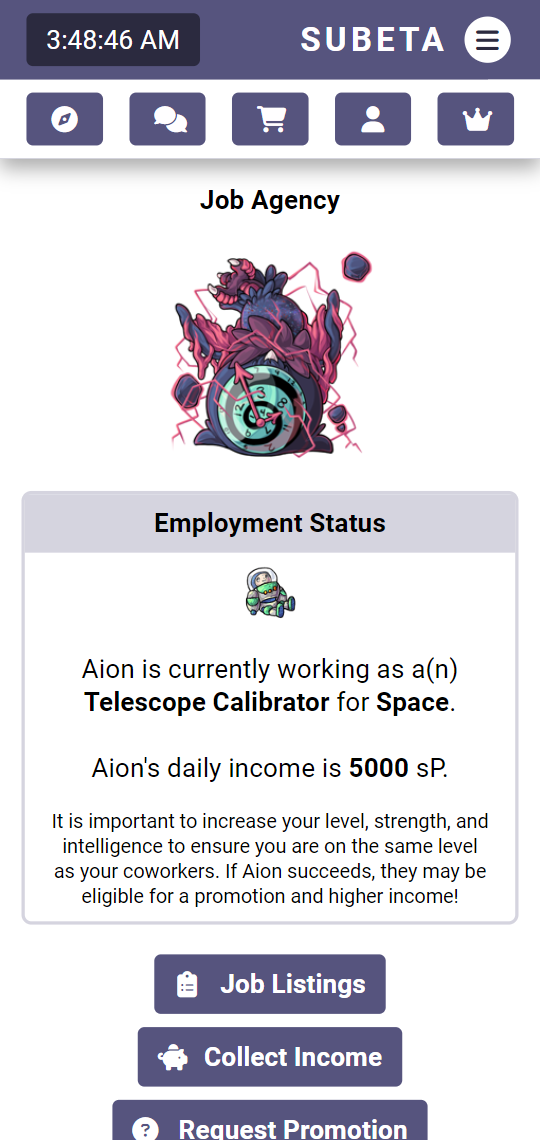 3:48:46 AM
SUBETA
Job Agency
Employment Status
Aion is currently working as a(n)
Telescope Calibrator for Space.
Aion's daily income is 5000 sP.
It is important to increase your level, strength, and
intelligence to ensure you are on the same level
as your coworkers. If Aion succeeds, they may be
eligible for a promotion and higher income!
Job Listings
Collect Income
Request Promotion